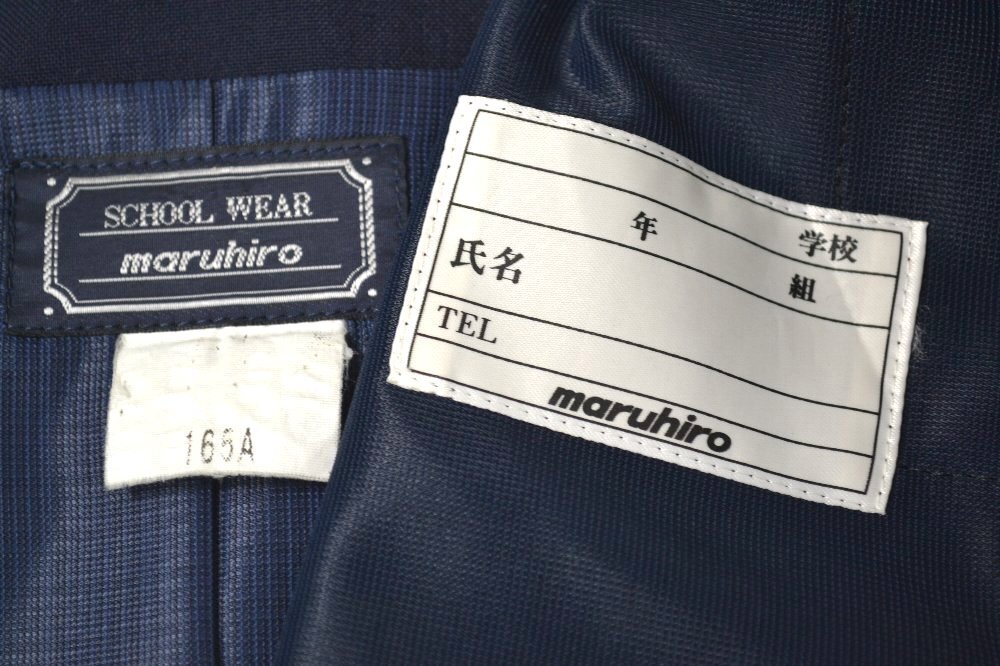 SCHOOL WEAR
maruhiro
165A
学校
年 組
氏名
TEL
maruhiro